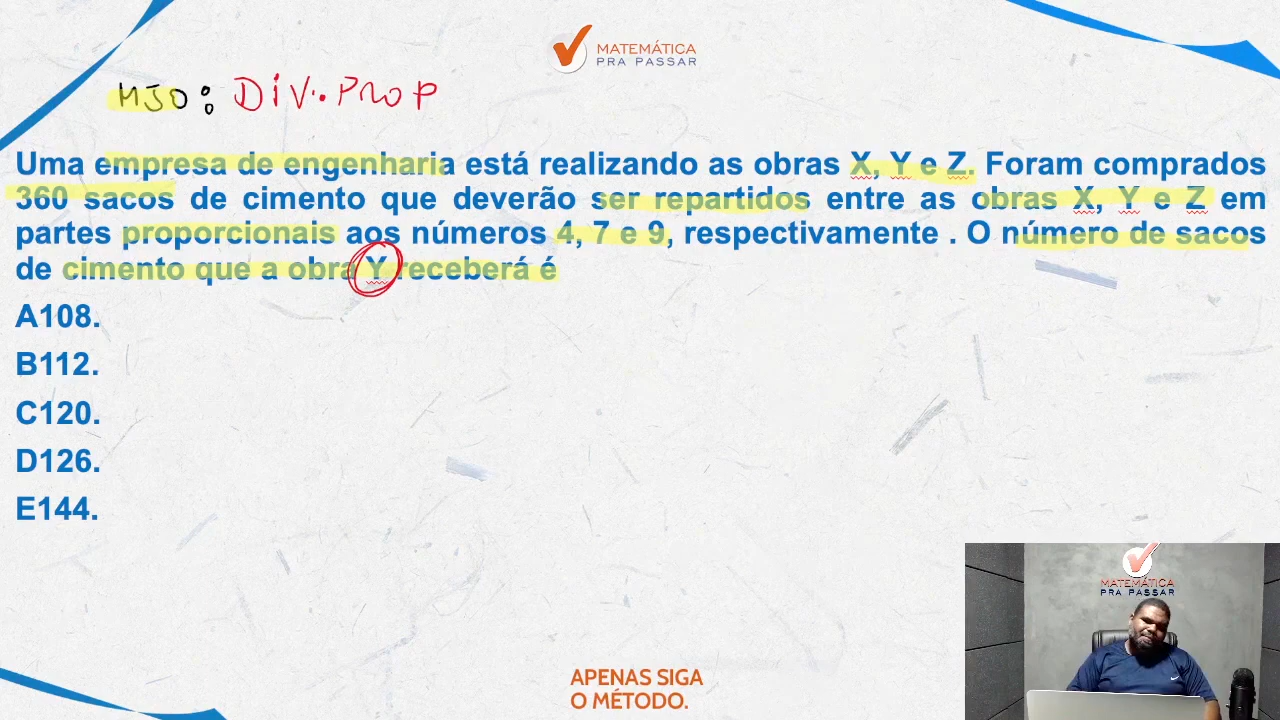 MATEMÁTICA
PRA PASSAR
MJO: DIV. PROP
Uma empresa de engenharia está realizando as obras X, Y e Z. Foram comprados
360 sacos de cimento que deverão ser repartidos entre as obras X, Y e Z em
partes proporcionais aos números 4, 7 e 9, respectivamente . O número de sacos
de cimento que a obra Y receberá é
A108.
B112.
C120.
D126.
E144.
MATEMÁTICA
PRA PASSAR
APENAS SIGA
O MÉTODO.